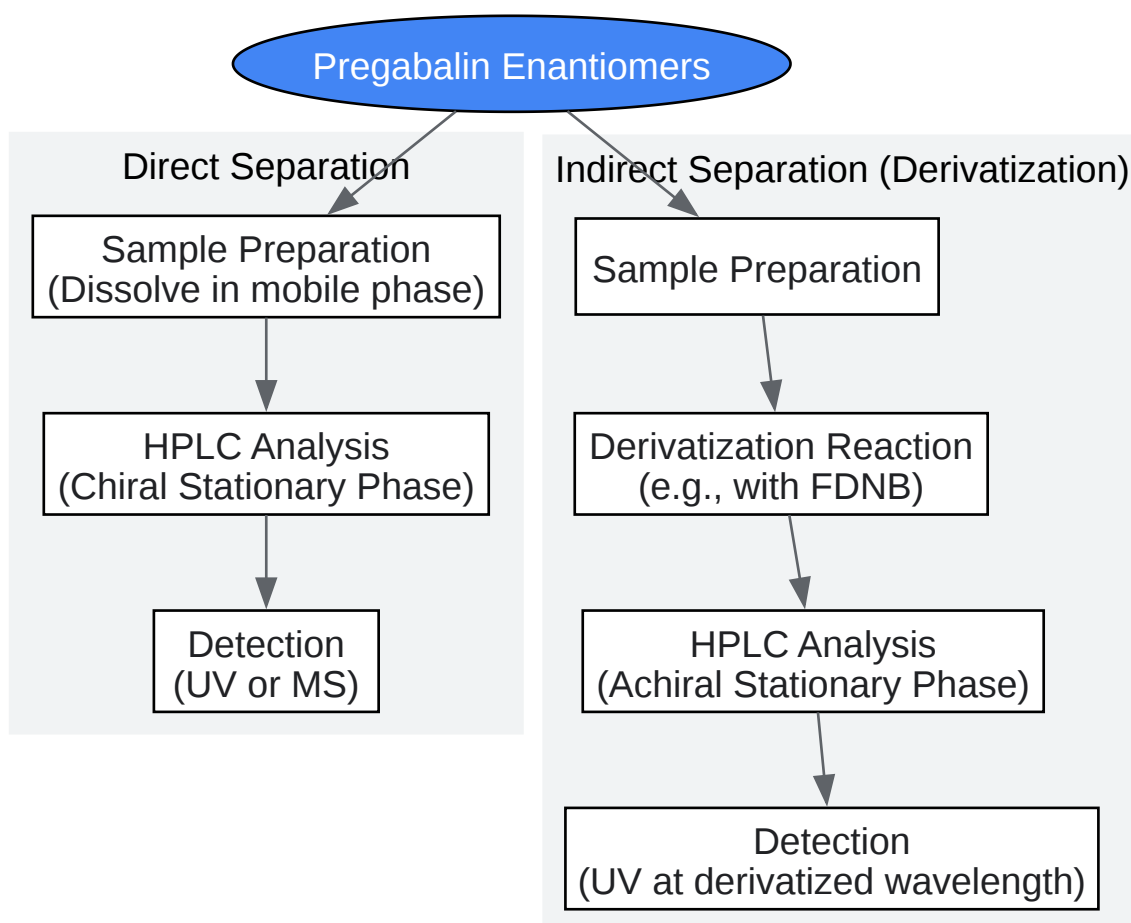 Pregabalin Enantiomers
Direct Separation
Sample Preparation
(Dissolve in mobile phase)
HPLC Analysis
(Chiral Stationary Phase)
Detection
(UV or MS)
Indirect Separation (Derivatization)
Sample Preparation
Derivatization Reaction
(e.g., with FDNB)
HPLC Analysis
(Achiral Stationary Phase)
Detection
(UV at derivatized wavelength)